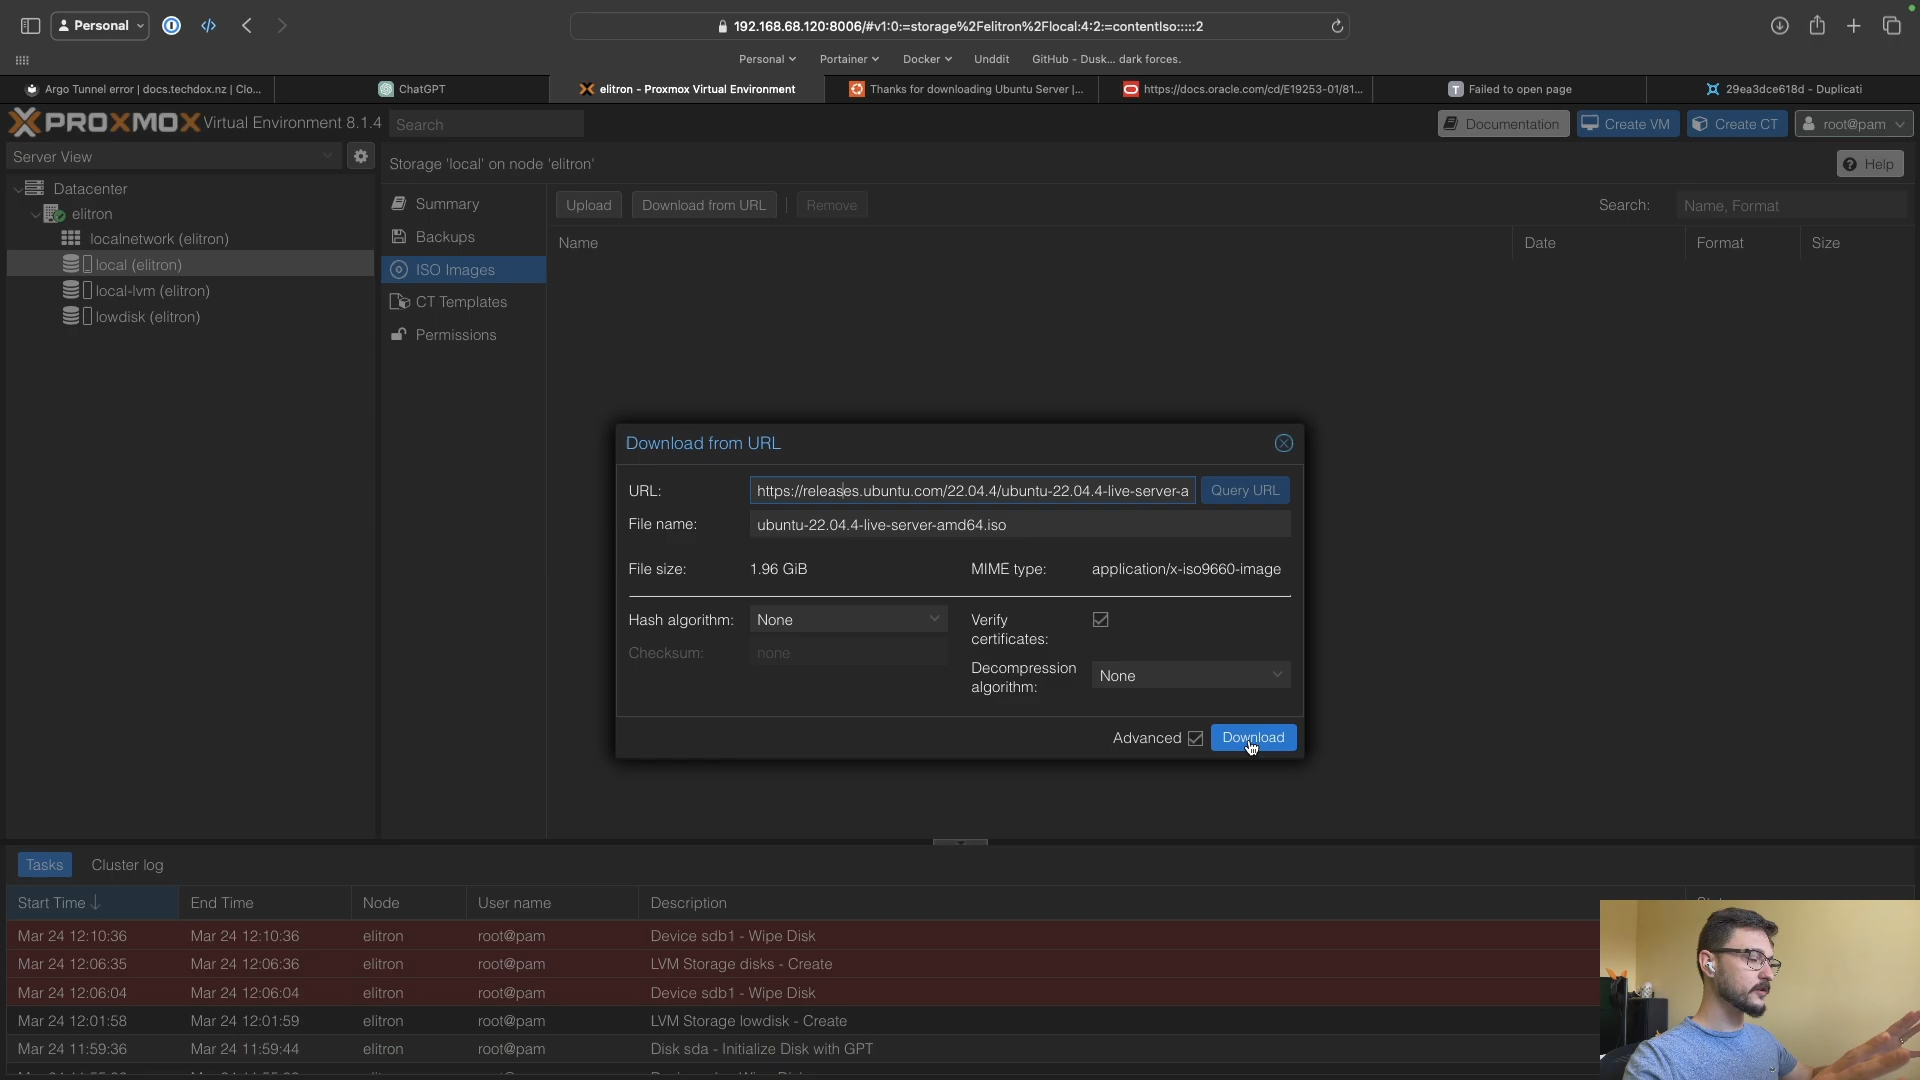 Personal
192.168.68.120:8006/#v1:0:=storage%2Felitron%2Flocal:4:2:=contentIso:::::2
Personal Portainer Docker Unddit GitHub - Dusk... dark forces.
Argo Tunnel error | docs.techdox.nz | Clo...
ChatGPT
elitron - Proxmox Virtual Environment
Thanks for downloading Ubuntu Server |...
https://docs.oracle.com/cd/E19253-01/81...
Failed to open page
29ea3dce618d - Duplicati
PROXMOX Virtual Environment 8.1.4
Search
Documentation
Create VM
Create CT
root@pam
Server View
Storage 'local' on node 'elitron'
Help
Datacenter
elitron
localnetwork (elitron)
local (elitron)
local-lvm (elitron)
lowdisk (elitron)
Summary
Backups
ISO Images
CT Templates
Permissions
Upload
Download from URL
Remove
Search:
Name, Format
Name Date Format Size
Download from URL
URL: https://releases.ubuntu.com/22.04.4/ubuntu-22.04.4-live-server-a Query URL
File name: ubuntu-22.04.4-live-server-amd64.iso
File size: 1.96 GiB MIME type: application/x-iso9660-image
Hash algorithm: None
Verify certificates:
Checksum: none
Decompression algorithm: None
Advanced
Download
Tasks Cluster log
Start Time End Time Node User name Description
Mar 24 12:10:36 Mar 24 12:10:36 elitron root@pam Device sdb1 - Wipe Disk
Mar 24 12:06:35 Mar 24 12:06:36 elitron root@pam LVM Storage disks - Create
Mar 24 12:06:04 Mar 24 12:06:04 elitron root@pam Device sdb1 - Wipe Disk
Mar 24 12:01:58 Mar 24 12:01:59 elitron root@pam LVM Storage lowdisk - Create
Mar 24 11:59:36 Mar 24 11:59:44 elitron root@pam Disk sda - Initialize Disk with GPT